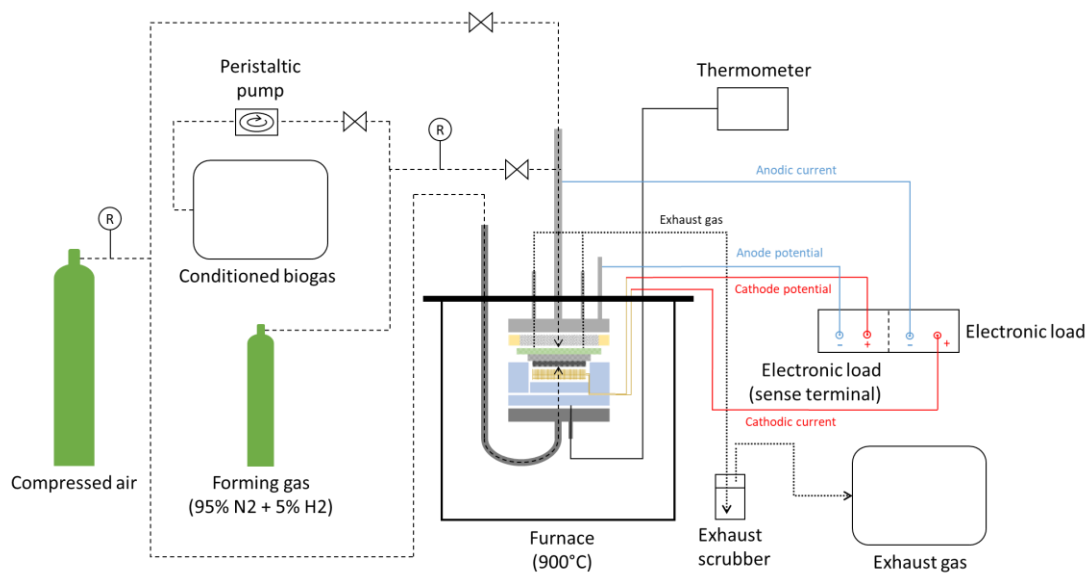 Peristaltic
pump
Thermometer
R
Anodic current
R
Exhaust gas
Anode potential
Conditioned biogas
Cathode potential
Electronic load
- + - +
Electronic load
(sense terminal)
Cathodic current
Compressed air
Forming gas
(95% N2 + 5% H2)
Furnace
(900°C)
Exhaust
scrubber
Exhaust gas